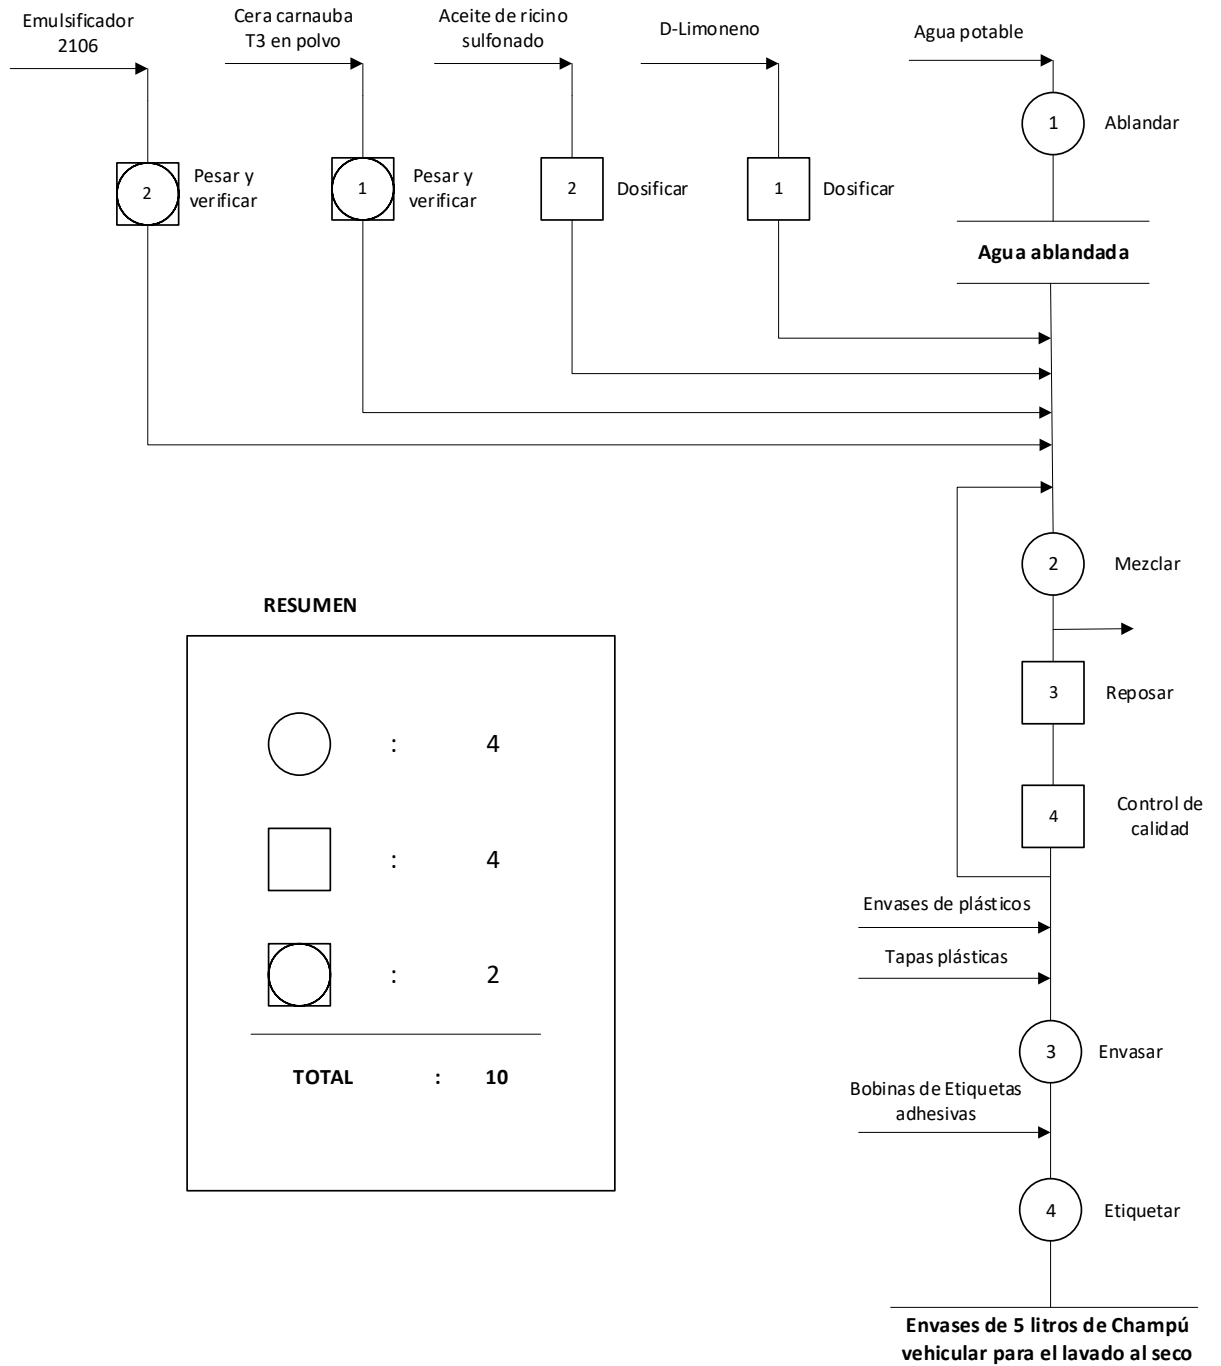 Emulsificador
2106
Cera carnauba
T3 en polvo
Aceite de ricino
sulfonado
D-Limoneno
Agua potable
1
Ablandar
2
Pesar y
verificar
1
Pesar y
verificar
2
Dosificar
1
Dosificar
Agua ablandada
2
Mezclar
3
Reposar
4
Control de
calidad
Envases de plásticos
Tapas plásticas
3
Envasar
Bobinas de Etiquetas
adhesivas
4
Etiquetar
Envases de 5 litros de Champú
vehicular para el lavado al seco
RESUMEN
: 4
: 4
: 2
TOTAL : 10